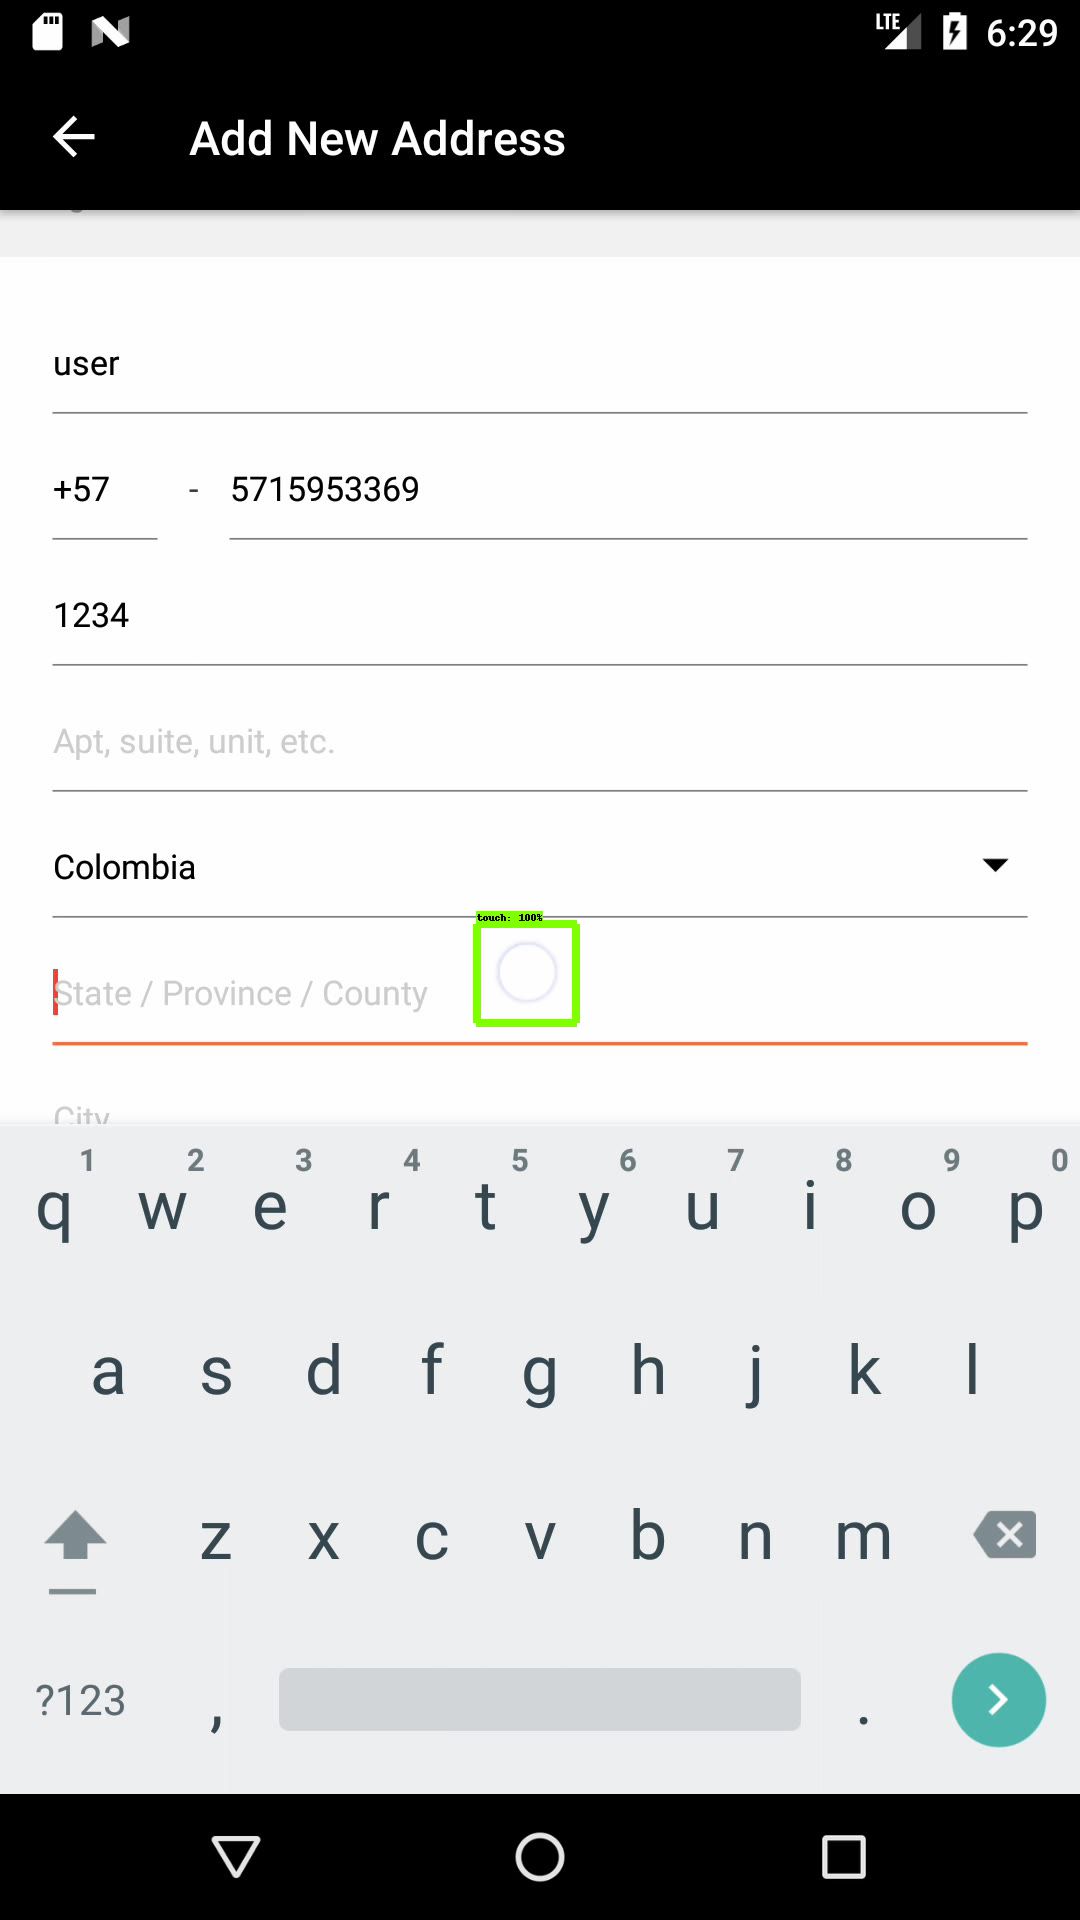 LTE 6:29
Add New Address
user
+57 - 5715953369
1234
Apt, suite, unit, etc.
Colombia
touch: 100%
State / Province / County
City
1 2 3 4 5 6 7 8 9 0
q w e r t y u i o p
a s d f g h j k l
z x c v b n m
?123 , .